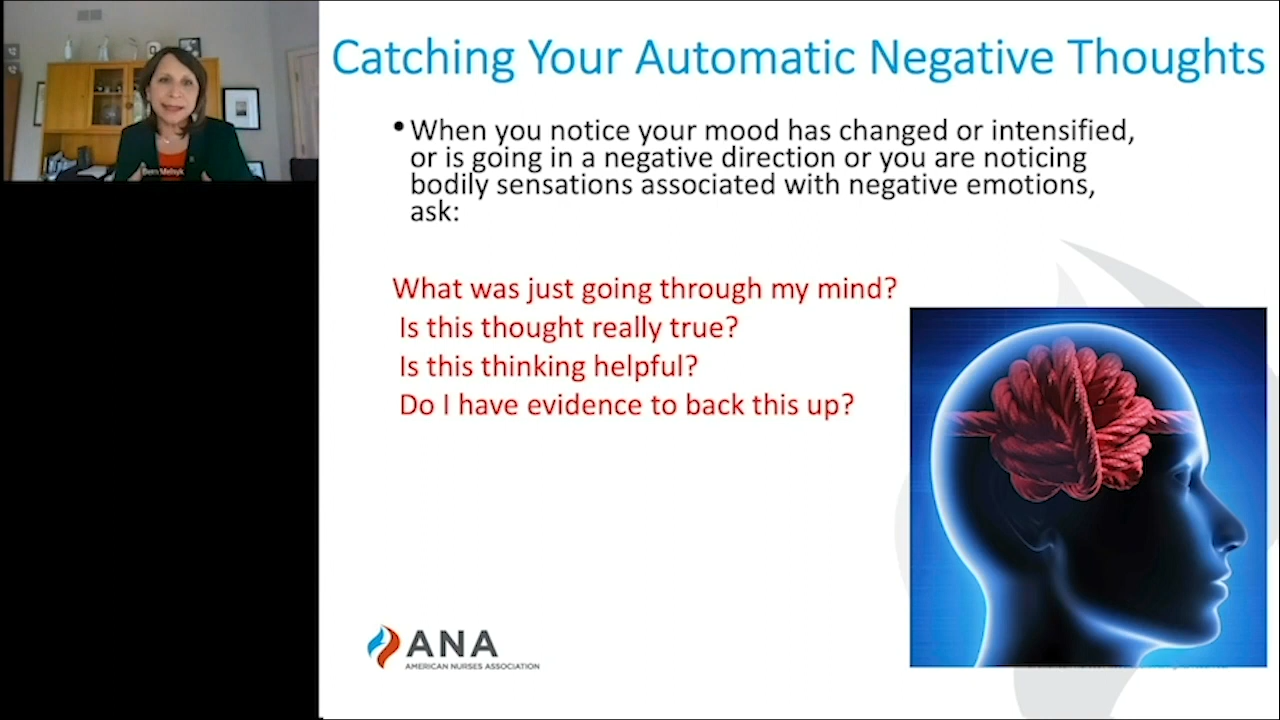 Catching Your Automatic Negative Thoughts
• When you notice your mood has changed or intensified,
or is going in a negative direction or you are noticing
bodily sensations associated with negative emotions,
ask:
What was just going through my mind?
Is this thought really true?
Is this thinking helpful?
Do I have evidence to back this up?
Bern Melnyk
ANA
AMERICAN NURSES ASSOCIATION